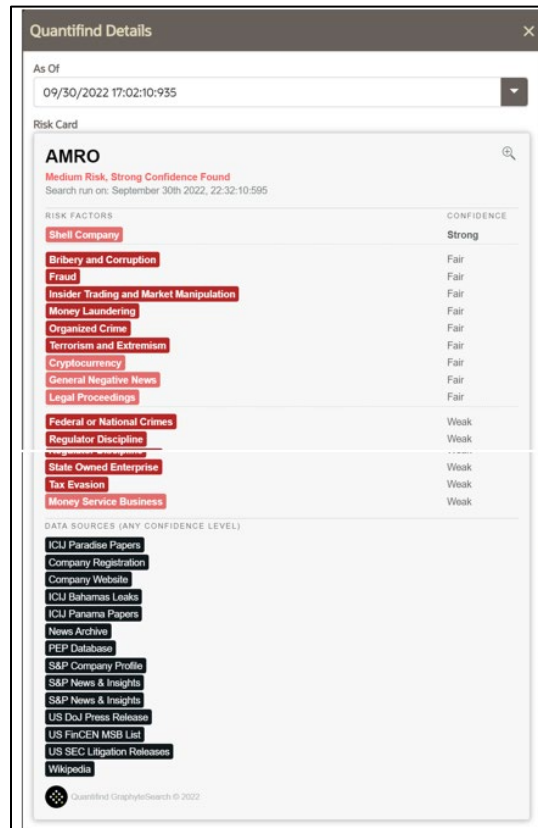 Quantifind Details ×
As Of
09/30/2022 17:02:10:935
Risk Card
AMRO
Medium Risk, Strong Confidence Found
Search run on: September 30th 2022, 22:32:10:595
RISK FACTORS CONFIDENCE
Shell Company Strong
Bribery and Corruption Fair
Fraud Fair
Insider Trading and Market Manipulation Fair
Money Laundering Fair
Organized Crime Fair
Terrorism and Extremism Fair
Cryptocurrency Fair
General Negative News Fair
Legal Proceedings Fair
Federal or National Crimes Weak
Regulator Discipline Weak
State Owned Enterprise Weak
Tax Evasion Weak
Money Service Business Weak
DATA SOURCES (ANY CONFIDENCE LEVEL)
ICIJ Paradise Papers
Company Registration
Company Website
ICIJ Bahamas Leaks
ICIJ Panama Papers
News Archive
PEP Database
S&P Company Profile
S&P News & Insights
S&P News & Insights
US DoJ Press Release
US FinCEN MSB List
US SEC Litigation Releases
Wikipedia
Quantifind GraphyteSearch © 2022